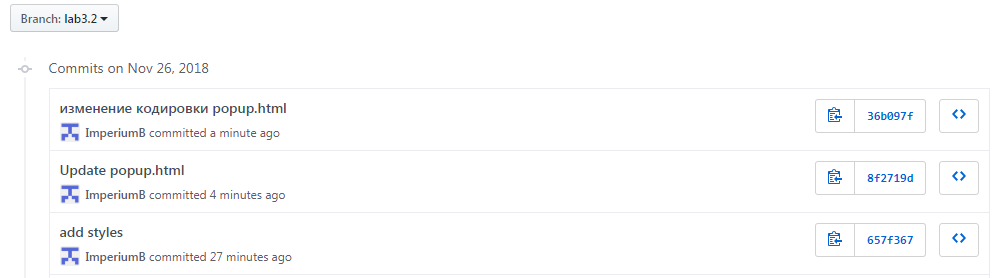 Branch: lab3.2
Commits on Nov 26, 2018
изменение кодировки popup.html
36b097f
ImperiumB committed a minute ago
Update popup.html
8f2719d
ImperiumB committed 4 minutes ago
add styles
657f367
ImperiumB committed 27 minutes ago